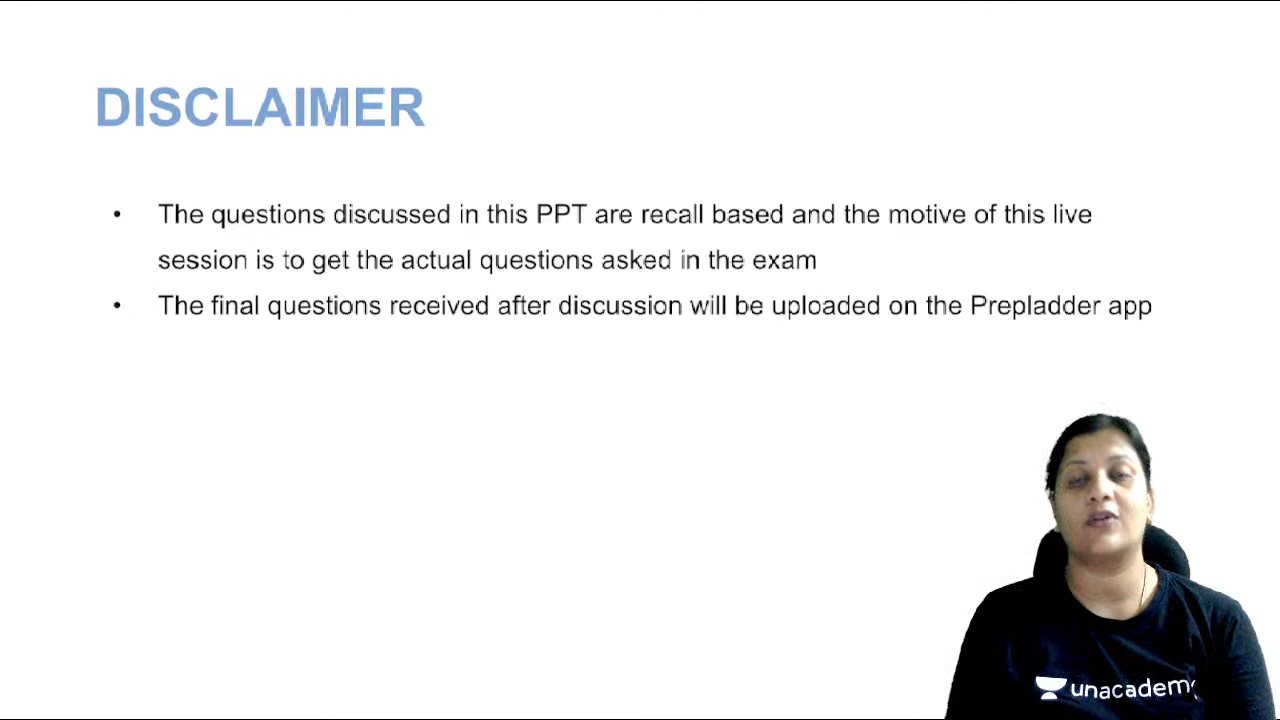 DISCLAIMER
• The questions discussed in this PPT are recall based and the motive of this live
session is to get the actual questions asked in the exam
• The final questions received after discussion will be uploaded on the Prepladder app
unacademy